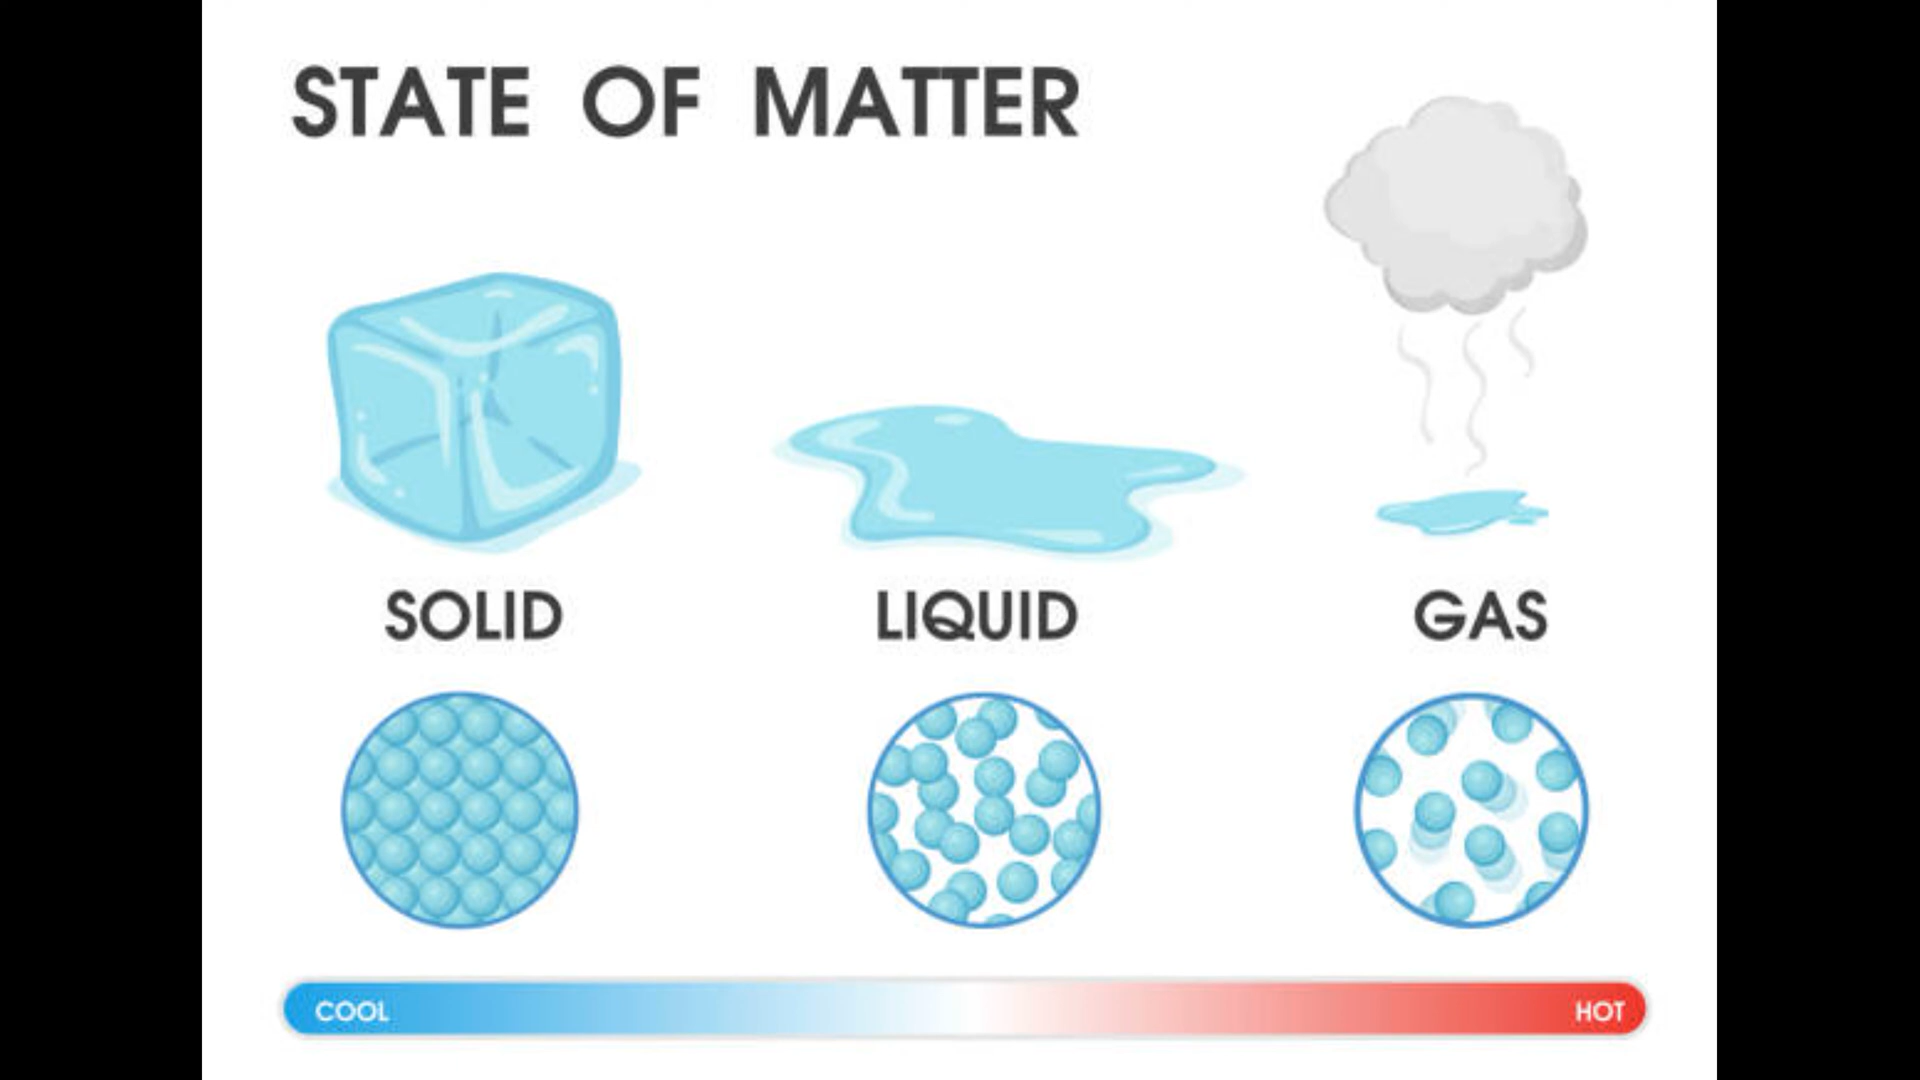 STATE OF MATTER
SOLID
LIQUID
GAS
COOL
HOT